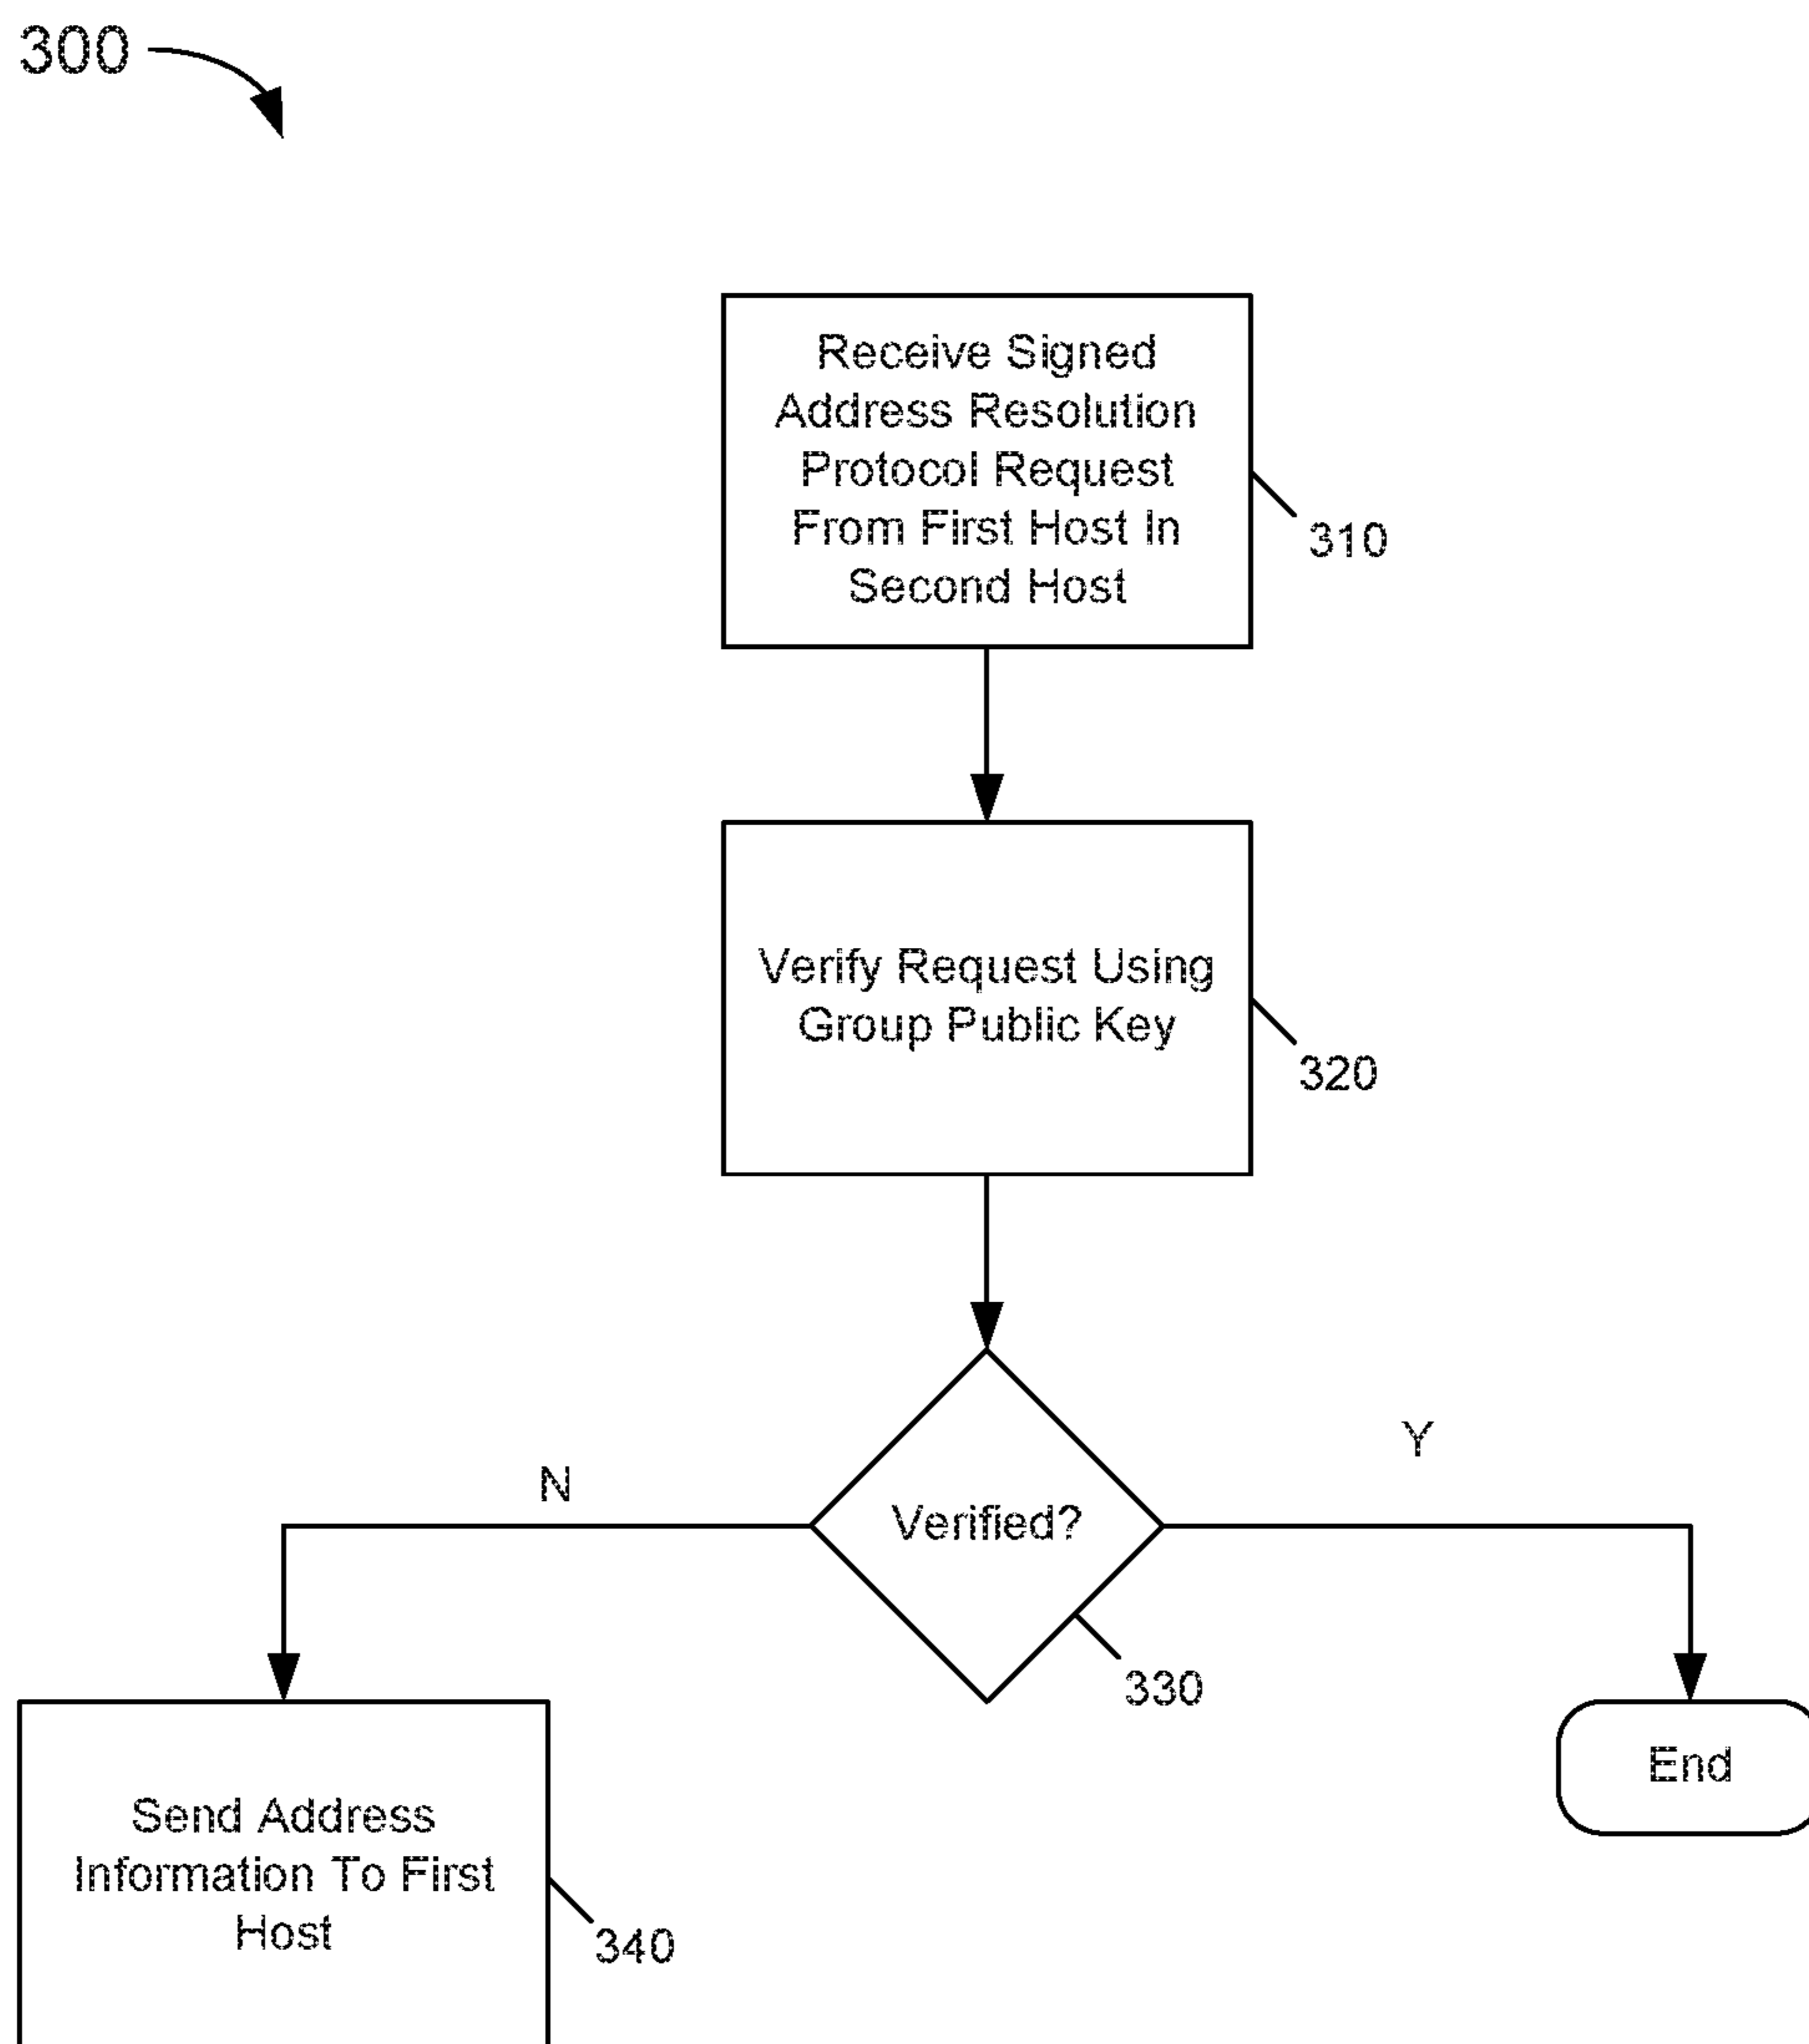 300
Receive Signed
Address Resolution
Protocol Request
From First Host In
Second Host
310
Verify Request Using
Group Public Key
320
N
Y
Verified?
330
End
Send Address
Information To First
Host
340